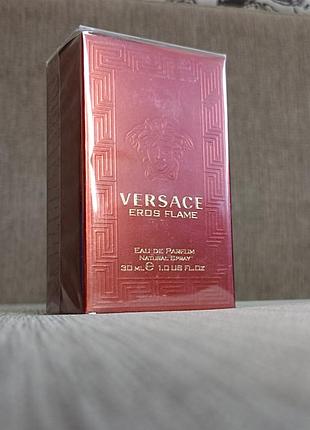 VERSACE
EROS FLAME
EAU DE PARFUM
NATURAL SPRAY
30 ML ℮ 1.0 US FL.OZ